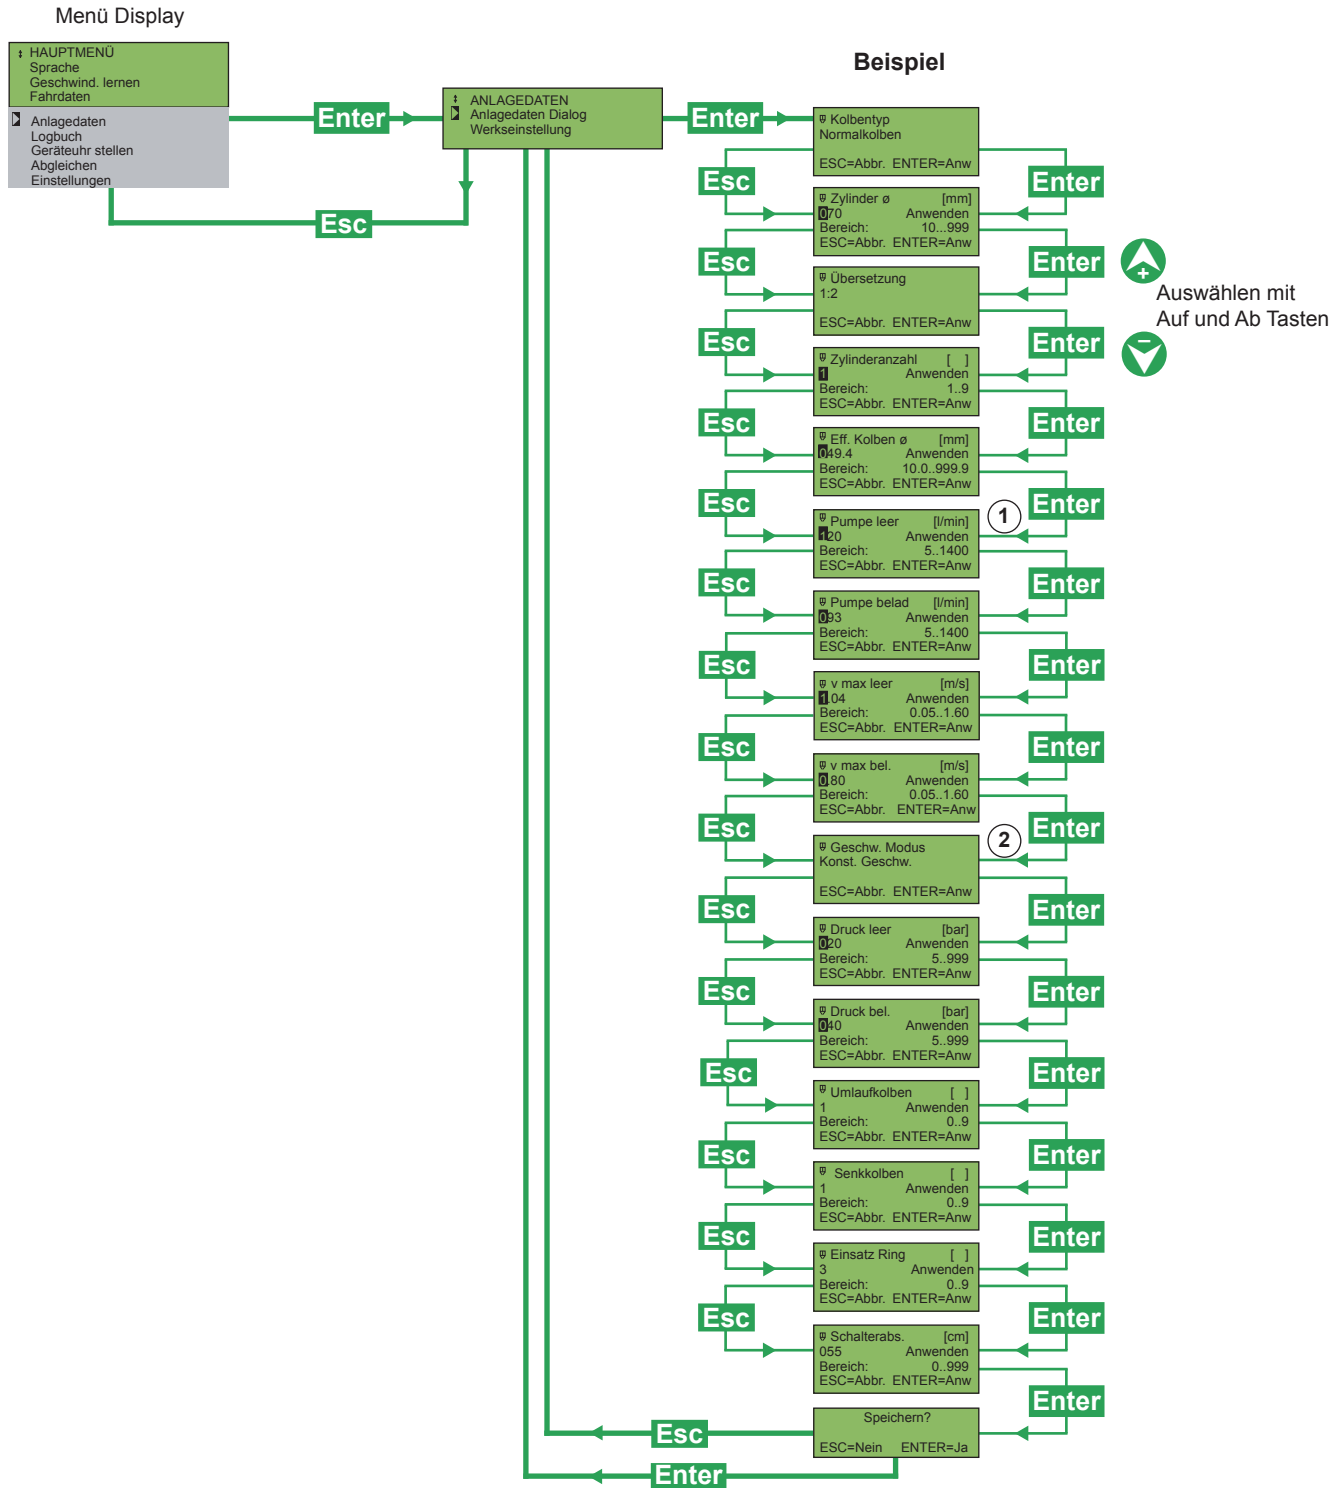 Menü Display
HAUPTMENÜ
Sprache
Geschwind. lernen
Fahrdaten
Anlagedaten
Logbuch
Geräteuhr stellen
Abgleichen
Einstellungen
Enter
Esc
ANLAGEDATEN
Anlagedaten Dialog
Werkseinstellung
Enter
Beispiel
Kolbentyp
Normalkolben
ESC=Abbr. ENTER=Anw
Esc
Enter
Zylinder ø [mm]
070 Anwenden
Bereich: 10...999
ESC=Abbr. ENTER=Anw
Esc
Enter
+
Auswählen mit
Auf und Ab Tasten
−
Übersetzung
1:2
ESC=Abbr. ENTER=Anw
Esc
Enter
Zylinderanzahl [ ]
1 Anwenden
Bereich: 1..9
ESC=Abbr. ENTER=Anw
Esc
Enter
Eff. Kolben ø [mm]
049.4 Anwenden
Bereich: 10.0..999.9
ESC=Abbr. ENTER=Anw
Esc
Enter
1
Pumpe leer [l/min]
120 Anwenden
Bereich: 5..1400
ESC=Abbr. ENTER=Anw
Esc
Enter
Pumpe belad [l/min]
093 Anwenden
Bereich: 5..1400
ESC=Abbr. ENTER=Anw
Esc
Enter
v max leer [m/s]
1.04 Anwenden
Bereich: 0.05..1.60
ESC=Abbr. ENTER=Anw
Esc
Enter
v max bel. [m/s]
0.80 Anwenden
Bereich: 0.05..1.60
ESC=Abbr. ENTER=Anw
Esc
Enter
2
Geschw. Modus
Konst. Geschw.
ESC=Abbr. ENTER=Anw
Esc
Enter
Druck leer [bar]
020 Anwenden
Bereich: 5..999
ESC=Abbr. ENTER=Anw
Esc
Enter
Druck bel. [bar]
040 Anwenden
Bereich: 5..999
ESC=Abbr. ENTER=Anw
Esc
Enter
Umlaufkolben [ ]
1 Anwenden
Bereich: 0..9
ESC=Abbr. ENTER=Anw
Esc
Enter
Senkkolben [ ]
1 Anwenden
Bereich: 0..9
ESC=Abbr. ENTER=Anw
Esc
Enter
Einsatz Ring [ ]
3 Anwenden
Bereich: 0..9
ESC=Abbr. ENTER=Anw
Esc
Enter
Schalterabs. [cm]
055 Anwenden
Bereich: 0..999
ESC=Abbr. ENTER=Anw
Enter
Speichern?
ESC=Nein ENTER=Ja
Esc
Enter